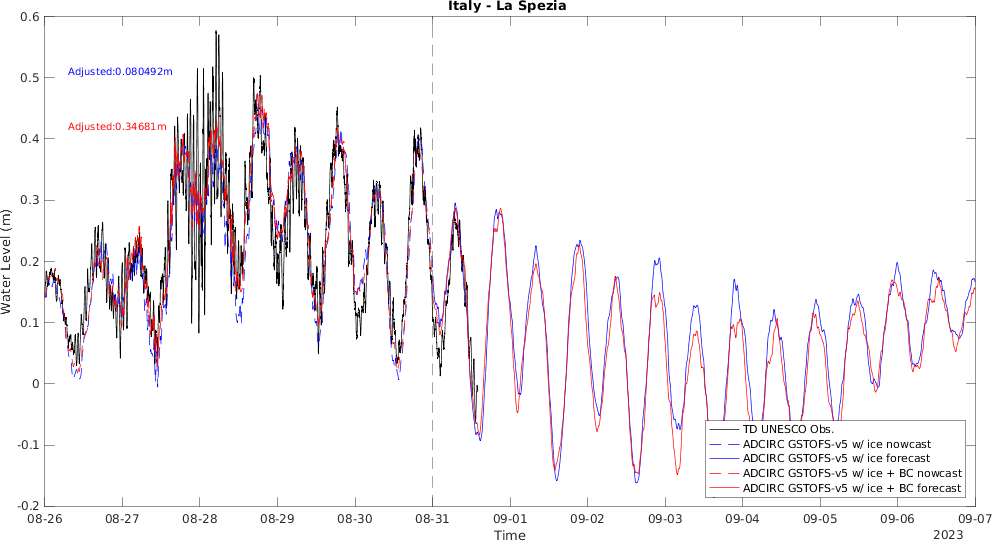 Italy - La Spezia
Water Level (m)
0.6
0.5
0.4
0.3
0.2
0.1
0
-0.1
-0.2
Adjusted:0.080492m
Adjusted:0.34681m
TD UNESCO Obs.
ADCIRC GSTOFS-v5 w/ ice nowcast
ADCIRC GSTOFS-v5 w/ ice forecast
ADCIRC GSTOFS-v5 w/ ice + BC nowcast
ADCIRC GSTOFS-v5 w/ ice + BC forecast
08-26 08-27 08-28 08-29 08-30 08-31 09-01 09-02 09-03 09-04 09-05 09-06 09-07
Time
2023